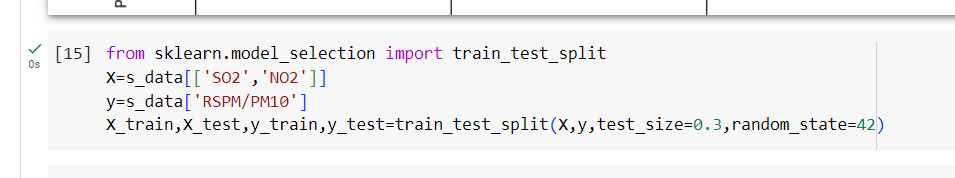 P
[15] from sklearn.model_selection import train_test_split
0s
X=s_data[['SO2','NO2']]
y=s_data['RSPM/PM10']
X_train,X_test,y_train,y_test=train_test_split(X,y,test_size=0.3,random_state=42)